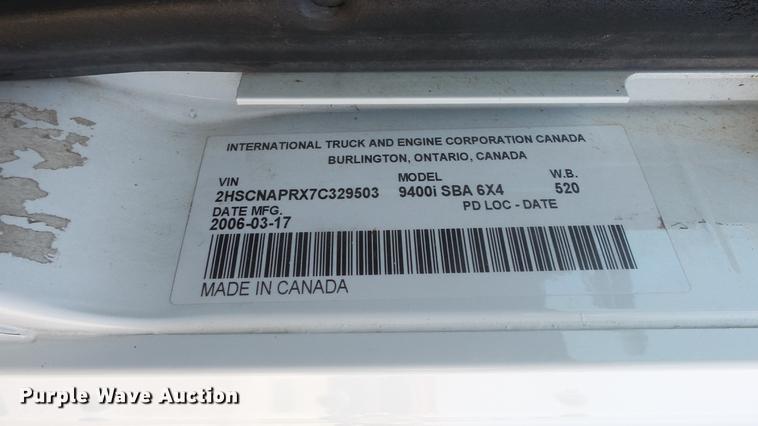 INTERNATIONAL TRUCK AND ENGINE CORPORATION CANADA
BURLINGTON, ONTARIO, CANADA
VIN MODEL W.B.
2HSCNAPRX7C329503 9400i SBA 6X4 520
DATE MFG. PD LOC - DATE
2006-03-17
MADE IN CANADA
Purple Wave Auction